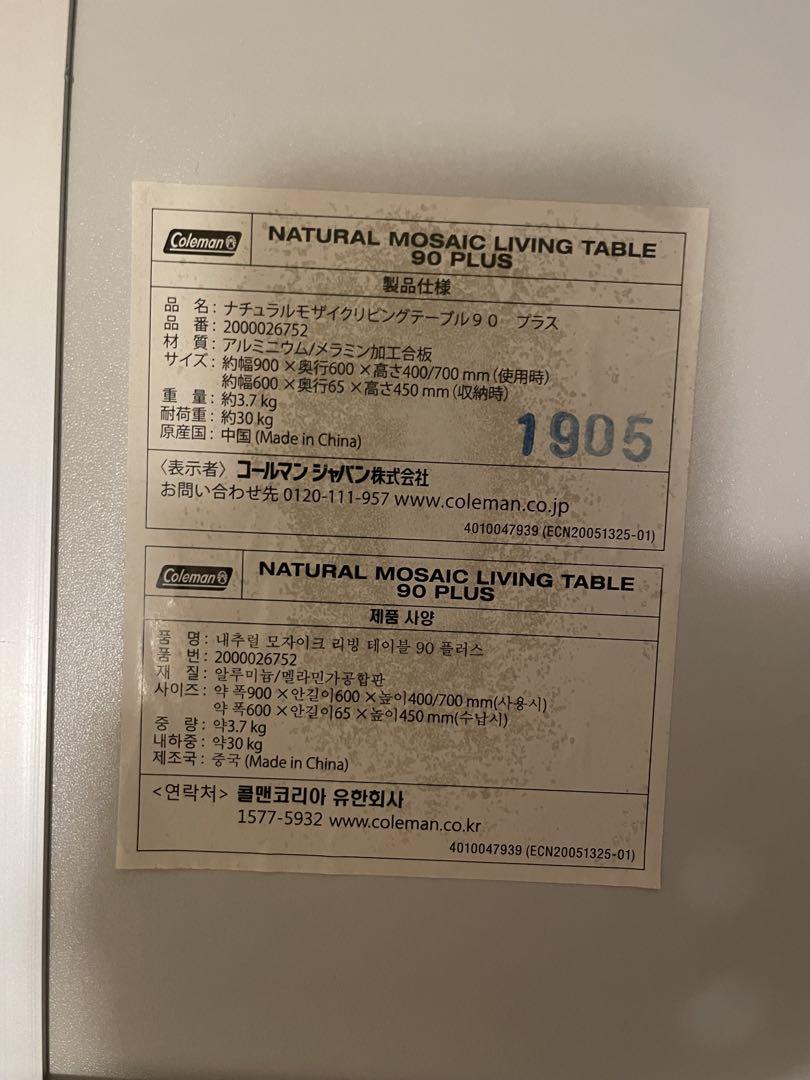 Coleman
NATURAL MOSAIC LIVING TABLE
90 PLUS
製品仕様
品 名：ナチュラルモザイクリビングテーブル９０ プラス
品 番：2000026752
材 質：アルミニウム/メラミン加工合板
サイズ：約幅900×奥行600×高さ400/700 mm（使用時）
約幅600×奥行65×高さ450 mm（収納時）
重 量：約3.7 kg
耐荷重：約30 kg
原産国：中国 (Made in China)
1905
〈表示者〉コールマン ジャパン株式会社
お問い合わせ先 0120-111-957 www.coleman.co.jp
4010047939 (ECN20051325-01)
Coleman
NATURAL MOSAIC LIVING TABLE
90 PLUS
제품 사양
품 명：내추럴 모자이크 리빙 테이블 90 플러스
품 번：2000026752
재 질：알루미늄/멜라민가공합판
사이즈：약 폭900×안길이600×높이400/700 mm(사용시)
약 폭600×안길이65×높이450 mm(수납시)
중 량：약3.7 kg
내하중：약30 kg
제조국：중국 (Made in China)
<연락처> 콜맨코리아 유한회사
1577-5932 www.coleman.co.kr
4010047939 (ECN20051325-01)